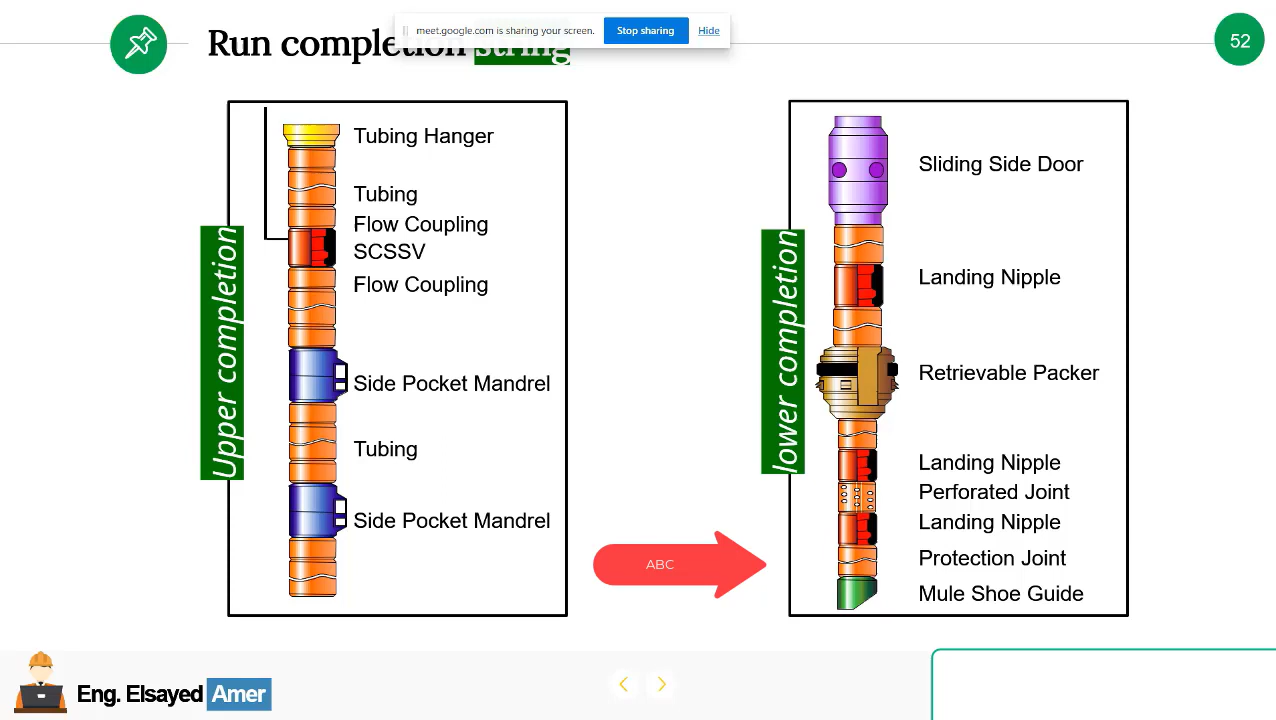 meet.google.com is sharing your screen. Stop sharing Hide
Run completion string
52
Upper completion
Tubing Hanger
Tubing
Flow Coupling
SCSSV
Flow Coupling
Side Pocket Mandrel
Tubing
Side Pocket Mandrel
ABC
lower completion
Sliding Side Door
Landing Nipple
Retrievable Packer
Landing Nipple
Perforated Joint
Landing Nipple
Protection Joint
Mule Shoe Guide
Eng. Elsayed Amer